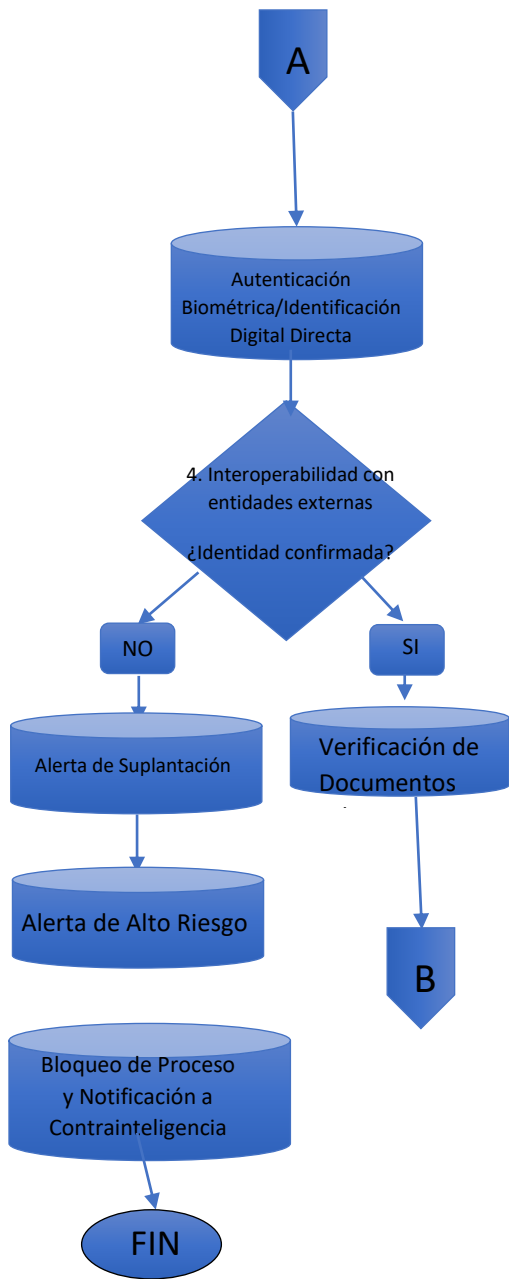 A
Autenticación
Biométrica/Identificación
Digital Directa
4. Interoperabilidad con
entidades externas
¿Identidad confirmada?
NO
SI
Alerta de Suplantación
Verificación de
Documentos
Alerta de Alto Riesgo
B
Bloqueo de Proceso
y Notificación a
Contrainteligencia
FIN